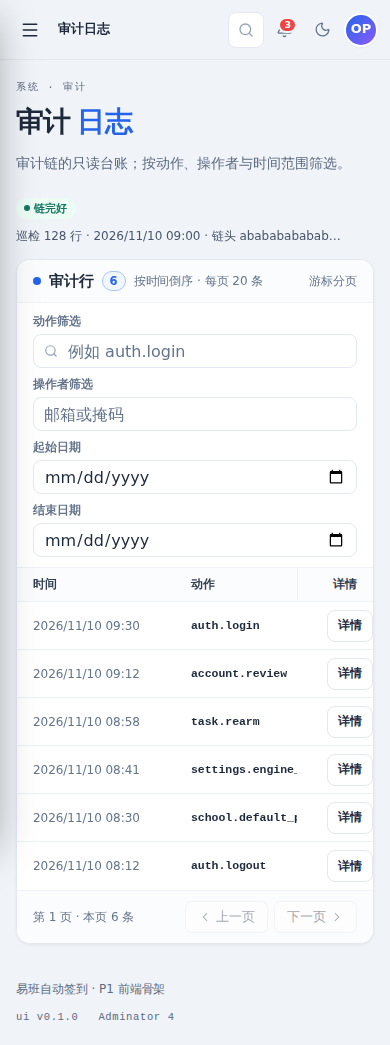 审计日志
3
OP
系统 · 审计
审计 日志
审计链的只读台账；按动作、操作者与时间范围筛选。
链完好
巡检 128 行 · 2026/11/10 09:00 · 链头 abababababab…
审计行 6 按时间倒序 · 每页 20 条 游标分页
动作筛选
例如 auth.login
操作者筛选
邮箱或掩码
起始日期
mm/dd/yyyy
结束日期
mm/dd/yyyy
时间 动作 详情
2026/11/10 09:30 auth.login 详情
2026/11/10 09:12 account.review 详情
2026/11/10 08:58 task.rearm 详情
2026/11/10 08:41 settings.engine_ 详情
2026/11/10 08:30 school.default_p 详情
2026/11/10 08:12 auth.logout 详情
第 1 页 · 本页 6 条 上一页 下一页
易班自动签到 · P1 前端骨架
ui v0.1.0 Adminator 4